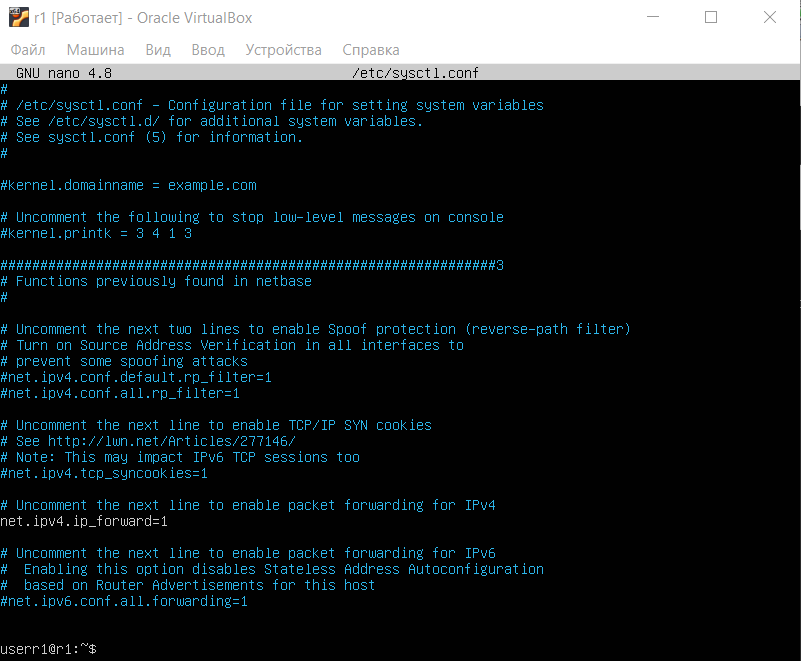 r1 [Работает] - Oracle VirtualBox
Файл Машина Вид Ввод Устройства Справка
GNU nano 4.8 /etc/sysctl.conf
#
# /etc/sysctl.conf - Configuration file for setting system variables
# See /etc/sysctl.d/ for additional system variables.
# See sysctl.conf (5) for information.
#
#kernel.domainname = example.com
# Uncomment the following to stop low-level messages on console
#kernel.printk = 3 4 1 3
##############################################################3
# Functions previously found in netbase
#
# Uncomment the next two lines to enable Spoof protection (reverse-path filter)
# Turn on Source Address Verification in all interfaces to
# prevent some spoofing attacks
#net.ipv4.conf.default.rp_filter=1
#net.ipv4.conf.all.rp_filter=1
# Uncomment the next line to enable TCP/IP SYN cookies
# See http://lwn.net/Articles/277146/
# Note: This may impact IPv6 TCP sessions too
#net.ipv4.tcp_syncookies=1
# Uncomment the next line to enable packet forwarding for IPv4
net.ipv4.ip_forward=1
# Uncomment the next line to enable packet forwarding for IPv6
#  Enabling this option disables Stateless Address Autoconfiguration
#  based on Router Advertisements for this host
#net.ipv6.conf.all.forwarding=1
userr1@r1:~$